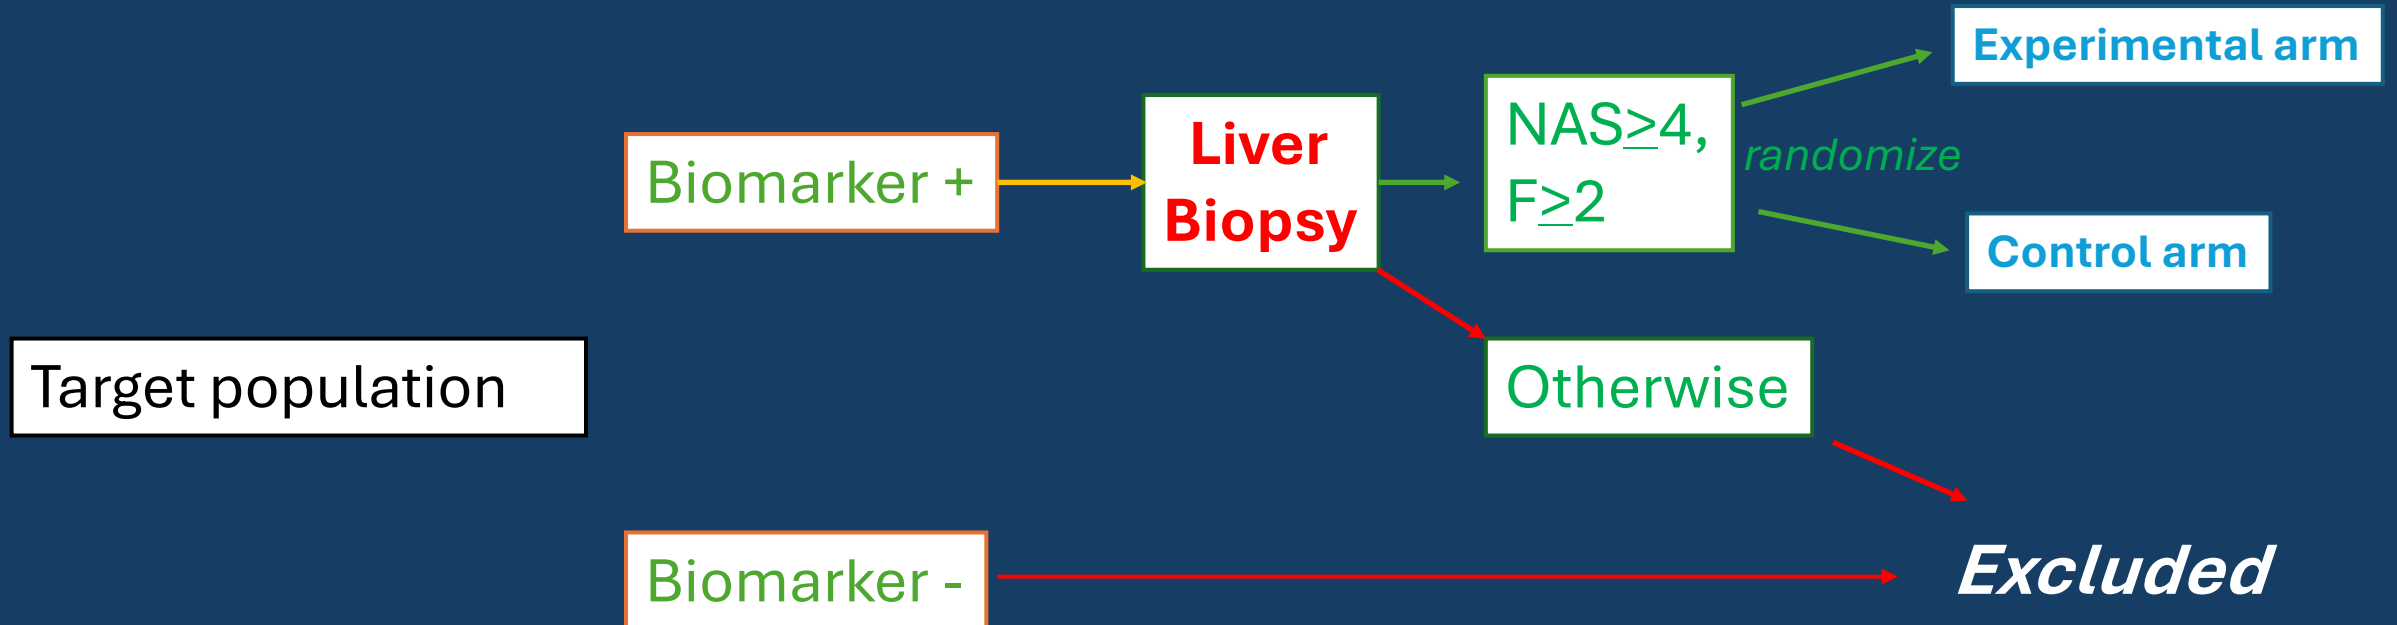 Experimental arm
Biomarker +
Liver
Biopsy
NAS≥4,
F≥2
randomize
Control arm
Target population
Otherwise
Biomarker -
Excluded